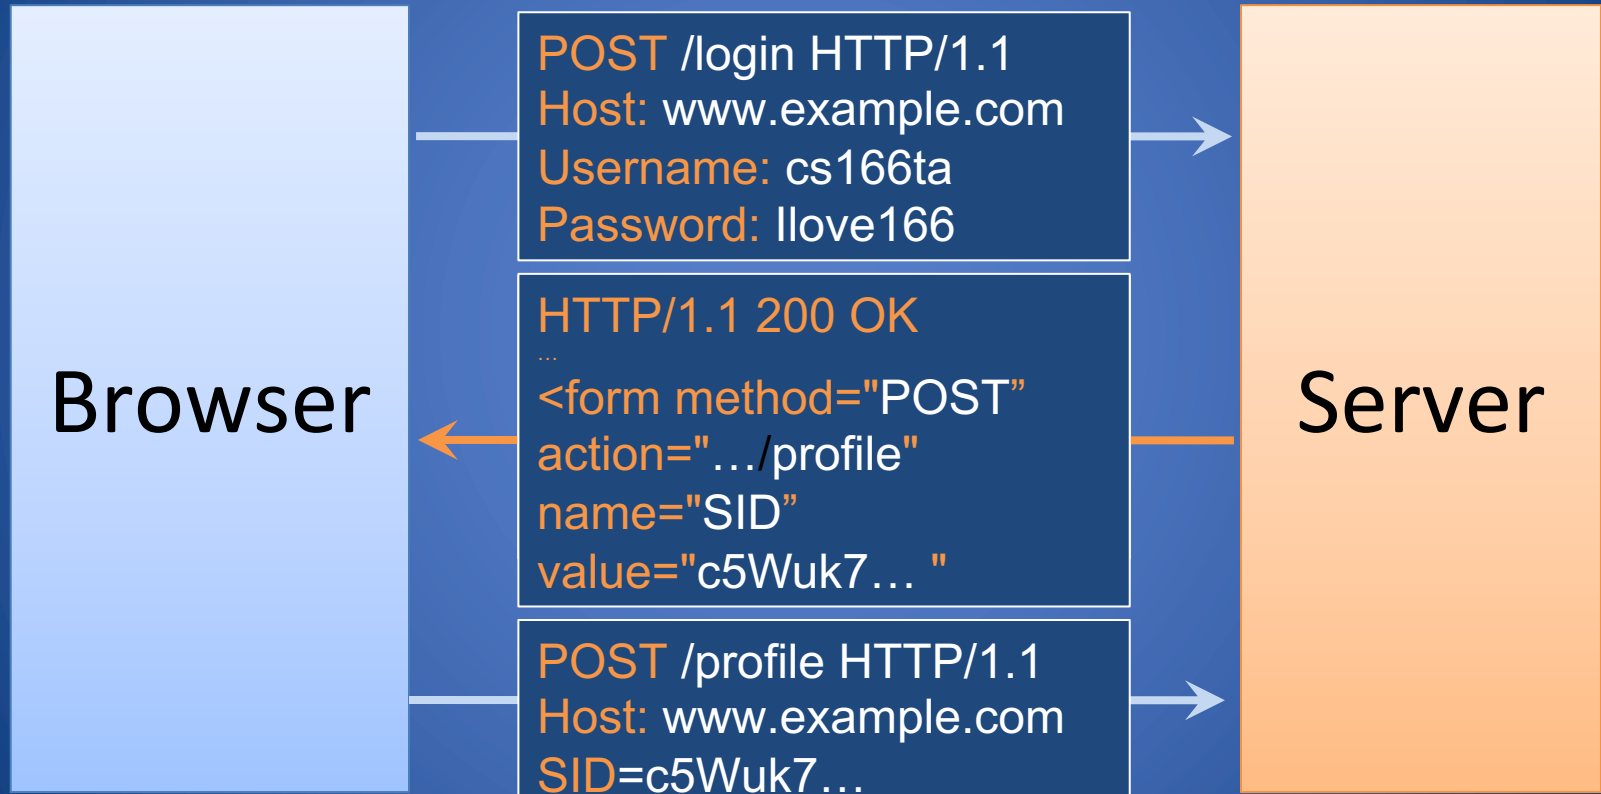 Browser
POST /login HTTP/1.1
Host: www.example.com
Username: cs166ta
Password: Ilove166
HTTP/1.1 200 OK
…
<form method="POST”
action="…/profile"
name="SID”
value="c5Wuk7… "
POST /profile HTTP/1.1
Host: www.example.com
SID=c5Wuk7…
Server